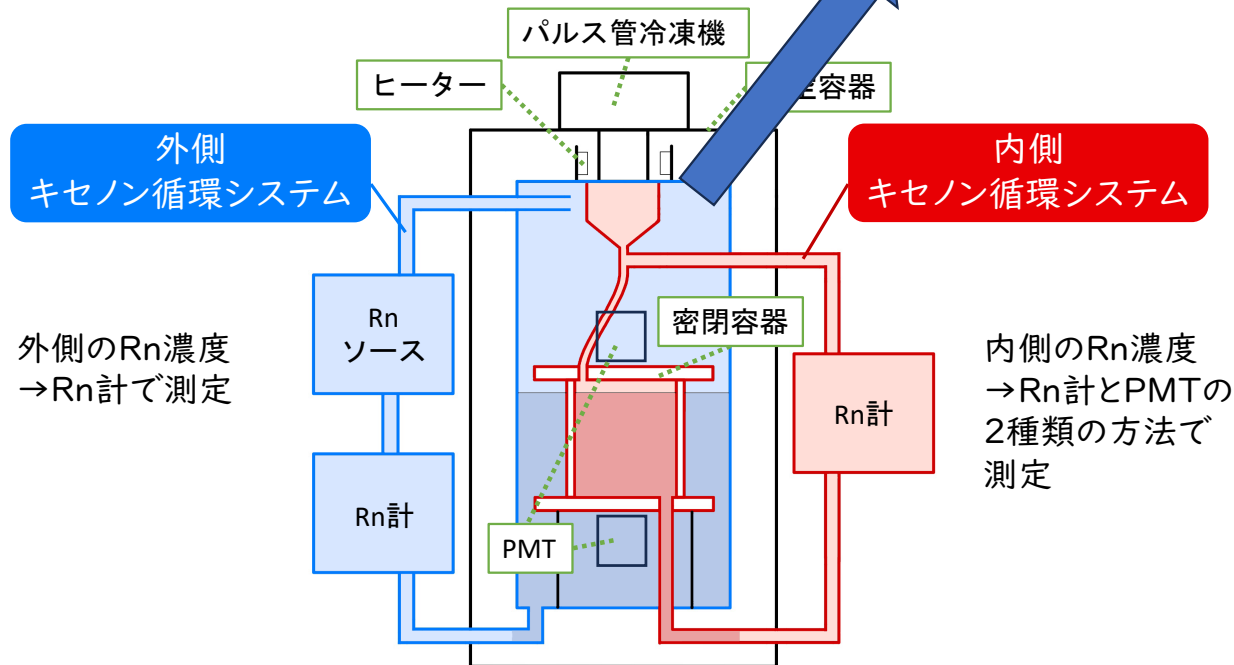 パルス管冷凍機
ヒーター
容器
外側
キセノン循環システム
内側
キセノン循環システム
Rn
ソース
密閉容器
外側のRn濃度
→Rn計で測定
Rn計
内側のRn濃度
→Rn計とPMTの
2種類の方法で
測定
Rn計
PMT